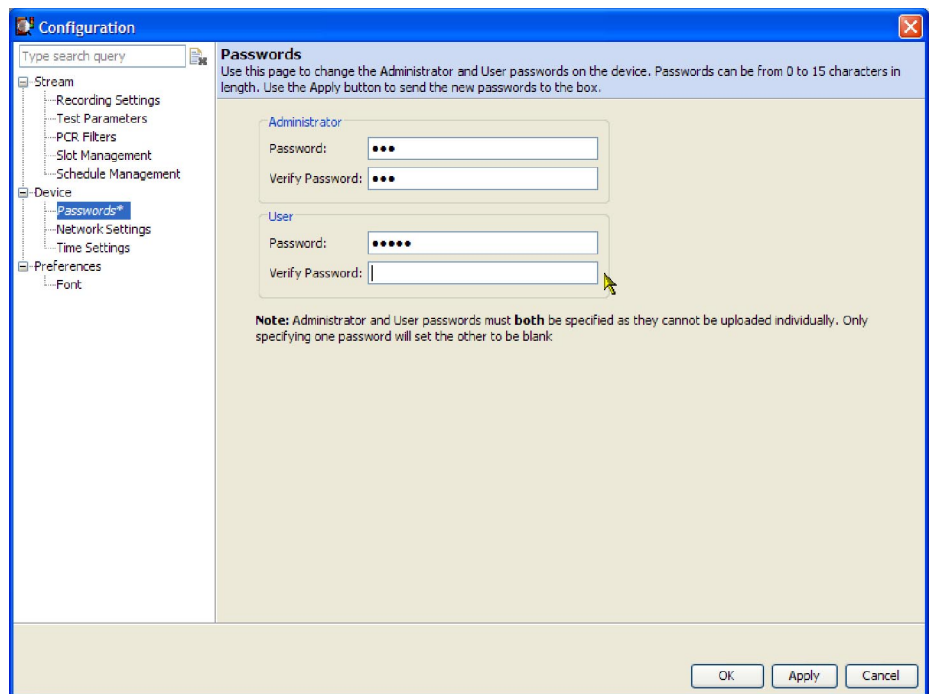 Configuration
Type search query
Stream
Recording Settings
Test Parameters
PCR Filters
Slot Management
Schedule Management
Device
Passwords*
Network Settings
Time Settings
Preferences
Font
Passwords
Use this page to change the Administrator and User passwords on the device. Passwords can be from 0 to 15 characters in
length. Use the Apply button to send the new passwords to the box.
Administrator
Password: •••
Verify Password: •••
User
Password: •••••
Verify Password:
Note: Administrator and User passwords must both be specified as they cannot be uploaded individually. Only
specifying one password will set the other to be blank
OK Apply Cancel